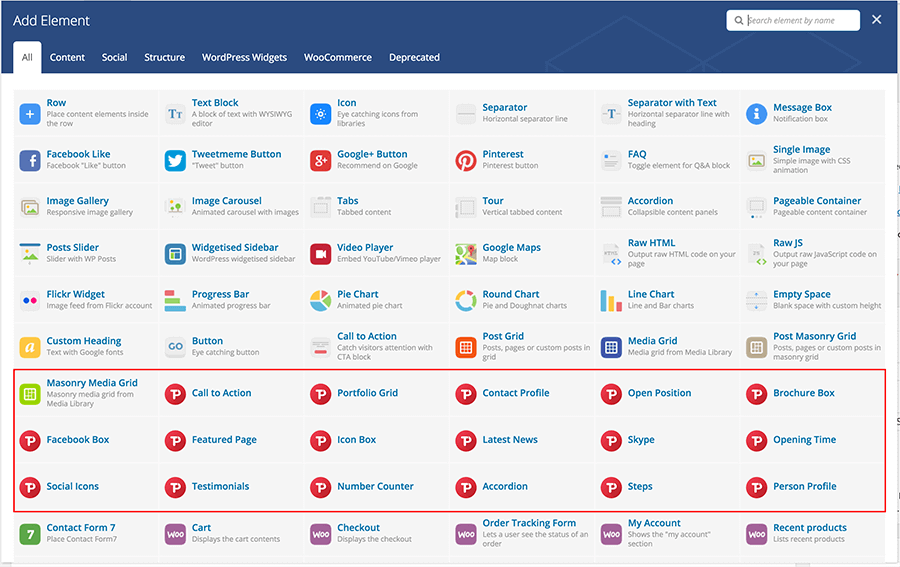 Add Element
Search element by name
All Content Social Structure WordPress Widgets WooCommerce Deprecated
Row
Place content elements inside
the row
Text Block
A block of text with WYSIWYG
editor
Icon
Eye catching icons from
libraries
Separator
Horizontal separator line
Separator with Text
Horizontal separator line with
heading
Message Box
Notification box
Facebook Like
Facebook "Like" button
Tweetmeme Button
"Tweet" button
Google+ Button
Recommend on Google
Pinterest
Pinterest button
FAQ
Toggle element for Q&A block
Single Image
Simple image with CSS
animation
Image Gallery
Responsive image gallery
Image Carousel
Animated carousel with images
Tabs
Tabbed content
Tour
Vertical tabbed content
Accordion
Collapsible content panels
Pageable Container
Pageable content container
Posts Slider
Slider with WP Posts
Widgetised Sidebar
WordPress widgetised sidebar
Video Player
Embed YouTube/Vimeo player
Google Maps
Map block
Raw HTML
Output raw HTML code on your
page
Raw JS
Output raw JavaScript code on
your page
Flickr Widget
Image feed from Flickr account
Progress Bar
Animated progress bar
Pie Chart
Animated pie chart
Round Chart
Pie and Doughnat charts
Line Chart
Line and Bar charts
Empty Space
Blank space with custom height
Custom Heading
Text with Google fonts
GO
Button
Eye catching button
Call to Action
Catch visitors attention with
CTA block
Post Grid
Posts, pages or custom posts in
grid
Media Grid
Media grid from Media Library
Post Masonry Grid
Posts, pages or custom posts in
masonry grid
Masonry Media Grid
Masonry media grid from
Media Library
Call to Action
Portfolio Grid
Contact Profile
Open Position
Brochure Box
Facebook Box
Featured Page
Icon Box
Latest News
Skype
Opening Time
Social Icons
Testimonials
Number Counter
Accordion
Steps
Person Profile
7
Contact Form 7
Place Contact Form7
WOO
Cart
Displays the cart contents
WOO
Checkout
Displays the checkout
WOO
Order Tracking Form
Lets a user see the status of an
order
WOO
My Account
Shows the "my account"
section
WOO
Recent products
Lists recent products